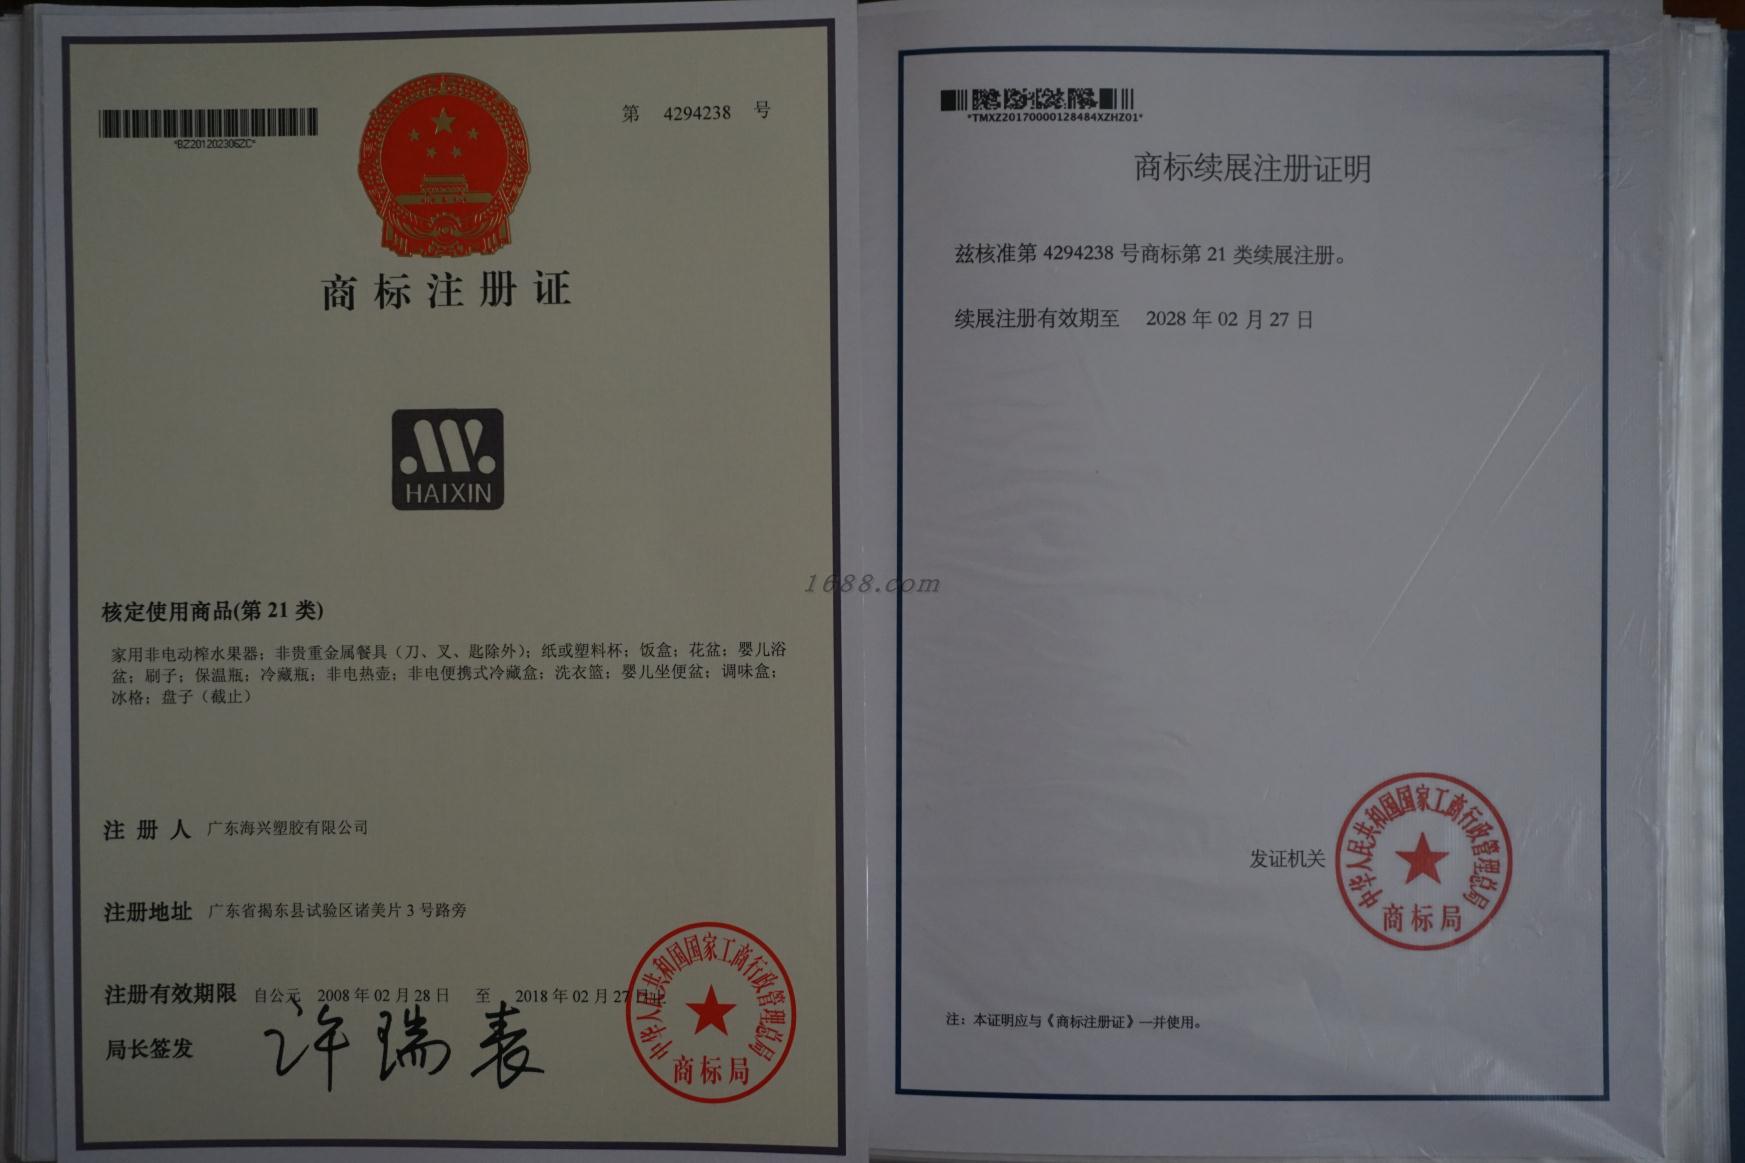 *BZ201202306ZC*
第 4294238 号
商标注册证
HAIXIN
核定使用商品(第 21 类)
家用非电动榨水果器；非贵重金属餐具（刀、叉、匙除外）；纸或塑料杯；饭盒；花盆；婴儿浴
盆；刷子；保温瓶；冷藏瓶；非电热壶；非电便携式冷藏盒；洗衣篮；婴儿坐便盆；调味盒；
冰格；盘子（截止）
注 册 人 广东海兴塑胶有限公司
注册地址 广东省揭东县试验区诸美片 3 号路旁
注册有效期限 自公元 2008 年 02 月 28 日 至 2018 年 02 月 27 日止
局长签发 许瑞表
中华人民共和国国家工商行政管理总局
商标局
*TMXZ20170000128484XZHZ01*
商标续展注册证明
兹核准第 4294238 号商标第 21 类续展注册。
续展注册有效期至 2028 年 02 月 27 日
发证机关
中华人民共和国国家工商行政管理总局
商标局
注：本证明应与《商标注册证》一并使用。
1688.com